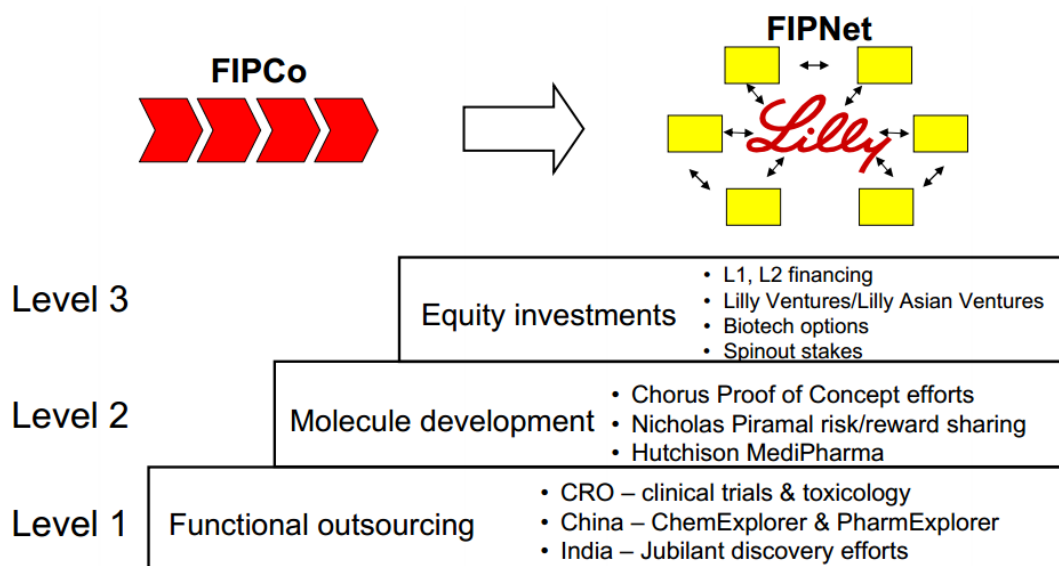 FIPCo
FIPNet
Lilly
Level 3
Equity investments
• L1, L2 financing
• Lilly Ventures/Lilly Asian Ventures
• Biotech options
• Spinout stakes
Level 2
Molecule development
• Chorus Proof of Concept efforts
• Nicholas Piramal risk/reward sharing
• Hutchison MediPharma
Level 1
Functional outsourcing
• CRO – clinical trials & toxicology
• China – ChemExplorer & PharmExplorer
• India – Jubilant discovery efforts